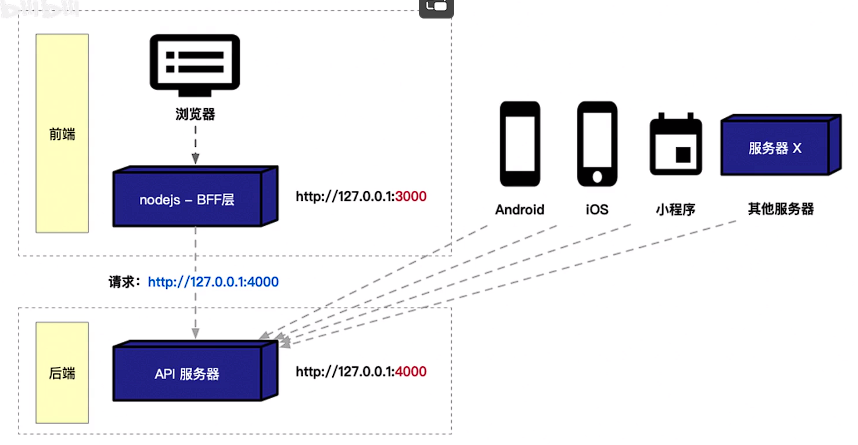 bilibili
前端
浏览器
nodejs – BFF层
http://127.0.0.1:3000
服务器 X
Android
iOS
小程序
其他服务器
请求：http://127.0.0.1:4000
后端
API 服务器
http://127.0.0.1:4000